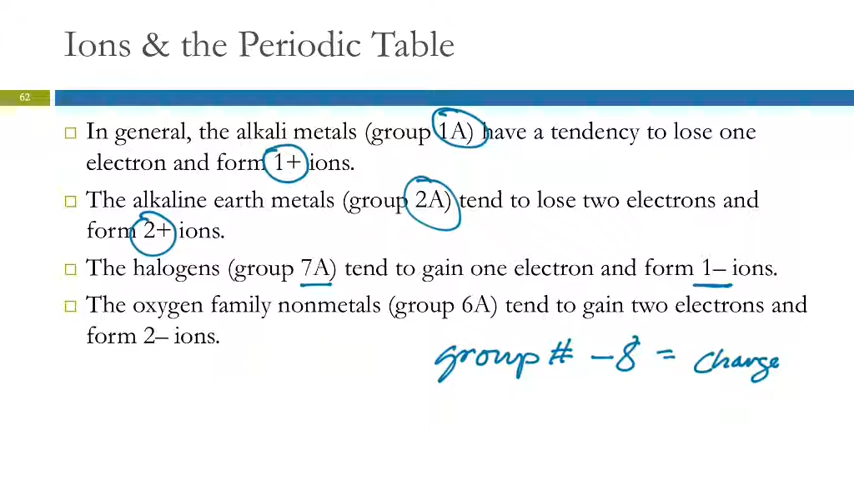 Ions & the Periodic Table
62
In general, the alkali metals (group 1A) have a tendency to lose one
electron and form 1+ ions.
The alkaline earth metals (group 2A) tend to lose two electrons and
form 2+ ions.
The halogens (group 7A) tend to gain one electron and form 1– ions.
The oxygen family nonmetals (group 6A) tend to gain two electrons and
form 2– ions.
group # – 8 = charge